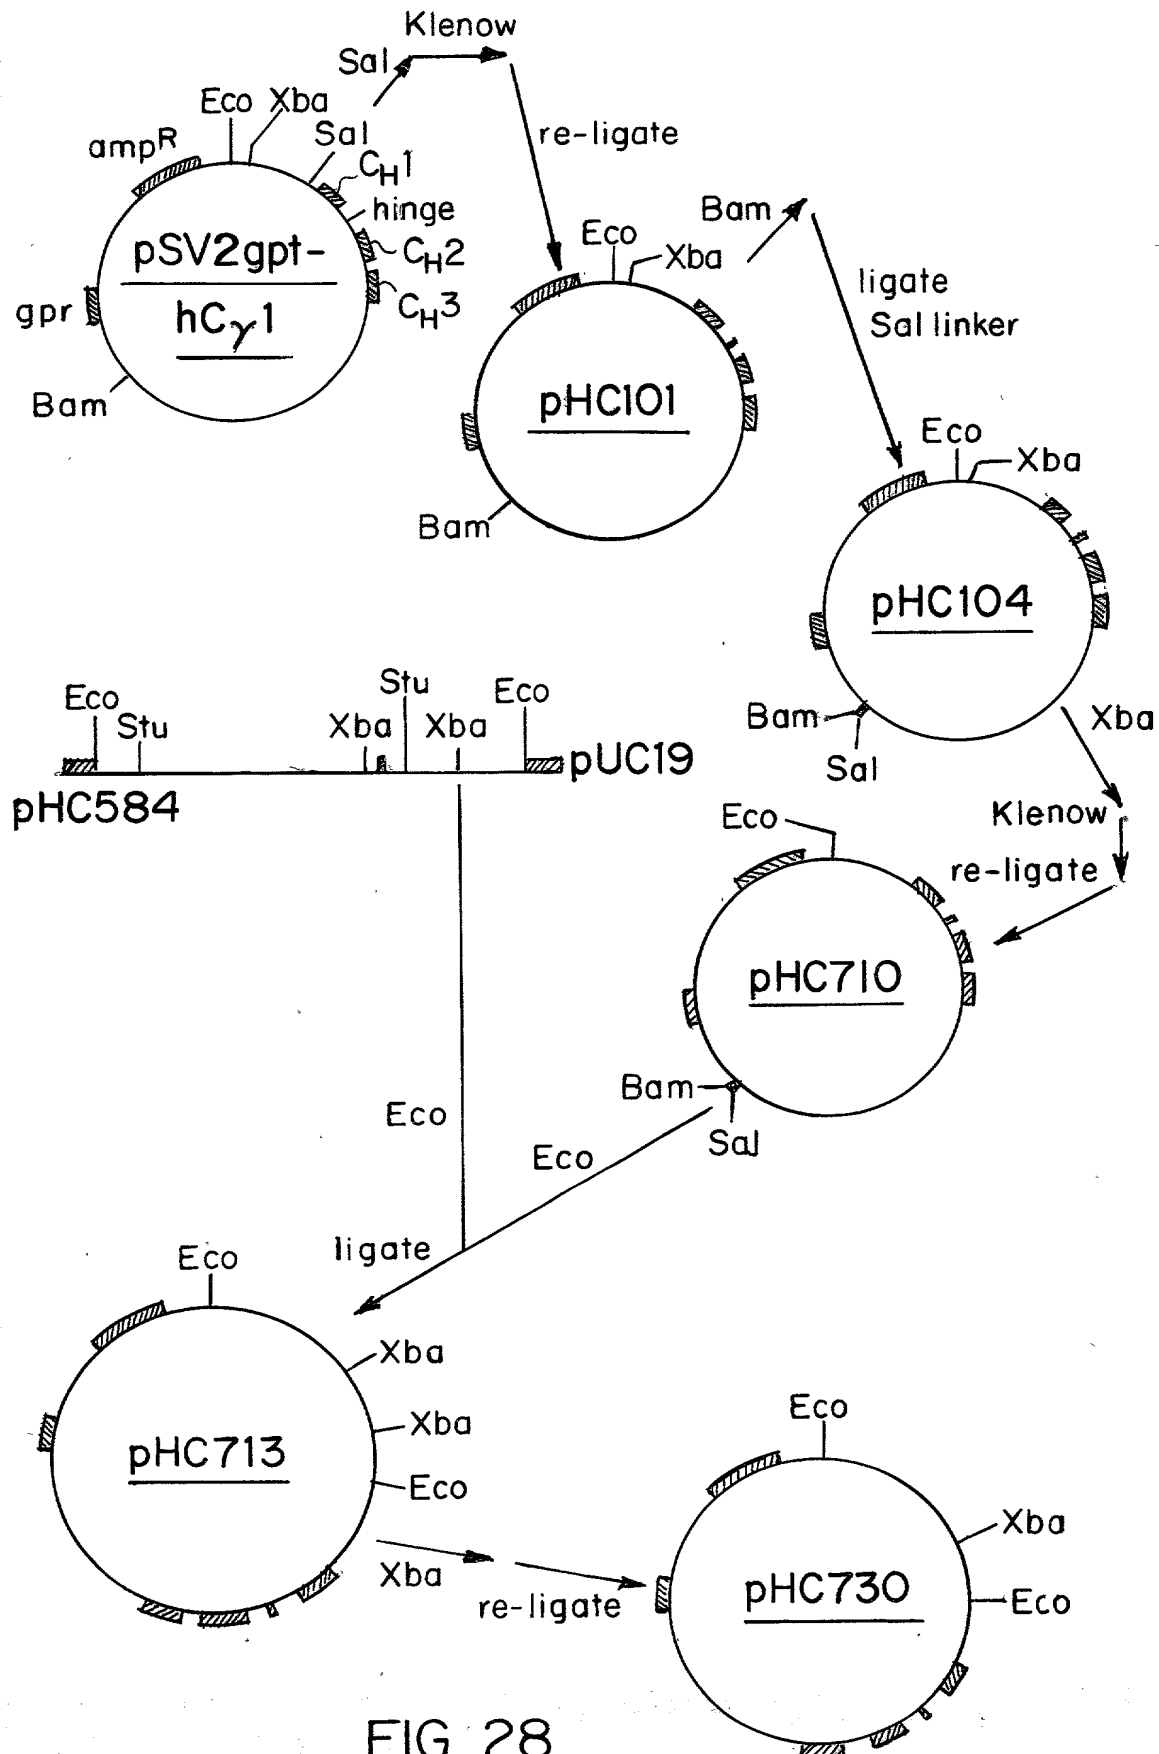 Klenow
Sal
re-ligate
Eco
Xba
Sal
ampR
CH1
hinge
CH2
CH3
pSV2gpt-
hCγ1
gpr
Bam
Eco
Xba
pHC101
Bam
Bam
ligate
Sal linker
Eco
Xba
pHC104
Bam
Sal
Xba
Klenow
re-ligate
Eco
Stu
Xba
Stu
Xba
Eco
pUC19
pHC584
Eco
pHC710
Bam
Sal
Eco
Eco
ligate
Eco
Xba
Xba
Eco
pHC713
Xba
re-ligate
Eco
Xba
Eco
pHC730
FIG 28